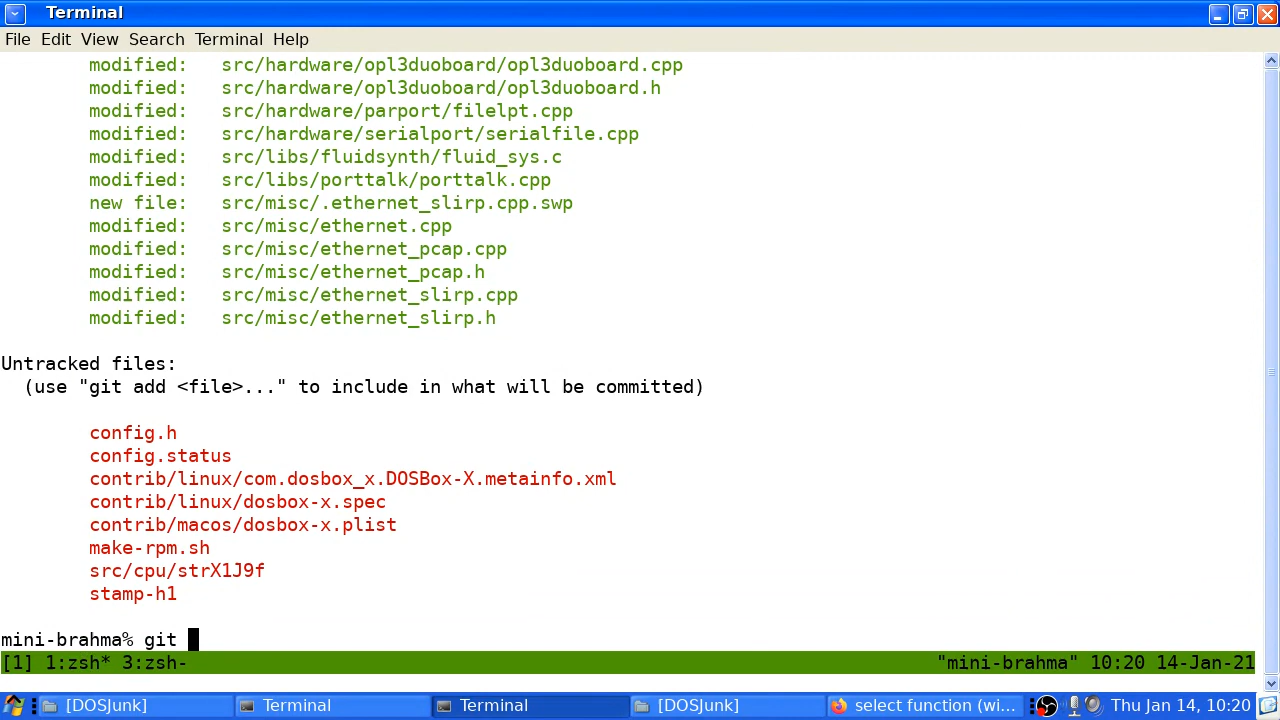 Terminal
File Edit View Search Terminal Help
modified: src/hardware/opl3duoboard/opl3duoboard.cpp
modified: src/hardware/opl3duoboard/opl3duoboard.h
modified: src/hardware/parport/filelpt.cpp
modified: src/hardware/serialport/serialfile.cpp
modified: src/libs/fluidsynth/fluid_sys.c
modified: src/libs/porttalk/porttalk.cpp
new file: src/misc/.ethernet_slirp.cpp.swp
modified: src/misc/ethernet.cpp
modified: src/misc/ethernet_pcap.cpp
modified: src/misc/ethernet_pcap.h
modified: src/misc/ethernet_slirp.cpp
modified: src/misc/ethernet_slirp.h
Untracked files:
(use "git add <file>..." to include in what will be committed)
config.h
config.status
contrib/linux/com.dosbox_x.DOSBox-X.metainfo.xml
contrib/linux/dosbox-x.spec
contrib/macos/dosbox-x.plist
make-rpm.sh
src/cpu/strX1J9f
stamp-h1
mini-brahma% git
[1] 1:zsh* 3:zsh- "mini-brahma" 10:20 14-Jan-21
[DOSJunk] Terminal Terminal [DOSJunk] select function (wi... Thu Jan 14, 10:20